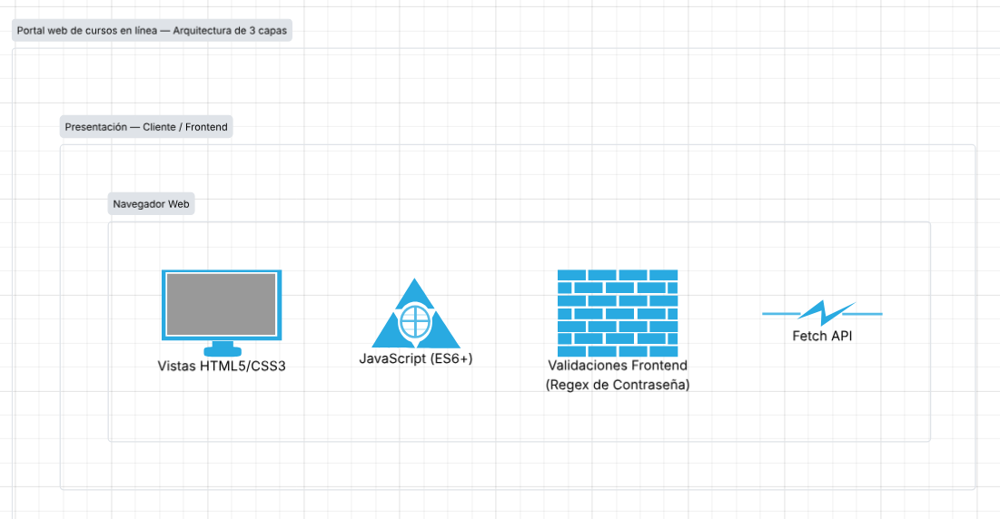 Portal web de cursos en línea — Arquitectura de 3 capas
Presentación — Cliente / Frontend
Navegador Web
Vistas HTML5/CSS3
JavaScript (ES6+)
Validaciones Frontend
(Regex de Contraseña)
Fetch API